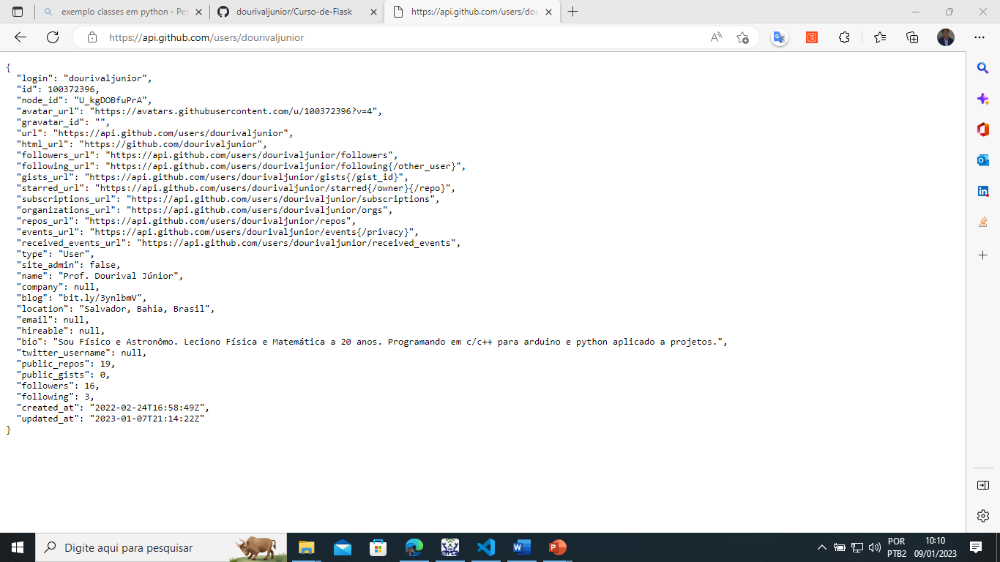 exemplo classes em python - Pes
dourivaljunior/Curso-de-Flask
https://api.github.com/users/dou
https://api.github.com/users/dourivaljunior
{
"login": "dourivaljunior",
"id": 100372396,
"node_id": "U_kgDOBfuPrA",
"avatar_url": "https://avatars.githubusercontent.com/u/100372396?v=4",
"gravatar_id": "",
"url": "https://api.github.com/users/dourivaljunior",
"html_url": "https://github.com/dourivaljunior",
"followers_url": "https://api.github.com/users/dourivaljunior/followers",
"following_url": "https://api.github.com/users/dourivaljunior/following{/other_user}",
"gists_url": "https://api.github.com/users/dourivaljunior/gists{/gist_id}",
"starred_url": "https://api.github.com/users/dourivaljunior/starred{/owner}{/repo}",
"subscriptions_url": "https://api.github.com/users/dourivaljunior/subscriptions",
"organizations_url": "https://api.github.com/users/dourivaljunior/orgs",
"repos_url": "https://api.github.com/users/dourivaljunior/repos",
"events_url": "https://api.github.com/users/dourivaljunior/events{/privacy}",
"received_events_url": "https://api.github.com/users/dourivaljunior/received_events",
"type": "User",
"site_admin": false,
"name": "Prof. Dourival Júnior",
"company": null,
"blog": "bit.ly/3ynlbmV",
"location": "Salvador, Bahia, Brasil",
"email": null,
"hireable": null,
"bio": "Sou Físico e Astronômo. Leciono Física e Matemática a 20 anos. Programando em c/c++ para arduino e python aplicado a projetos.",
"twitter_username": null,
"public_repos": 19,
"public_gists": 0,
"followers": 16,
"following": 3,
"created_at": "2022-02-24T16:58:49Z",
"updated_at": "2023-01-07T21:14:22Z"
}
Digite aqui para pesquisar
POR
PTB2
10:10
09/01/2023